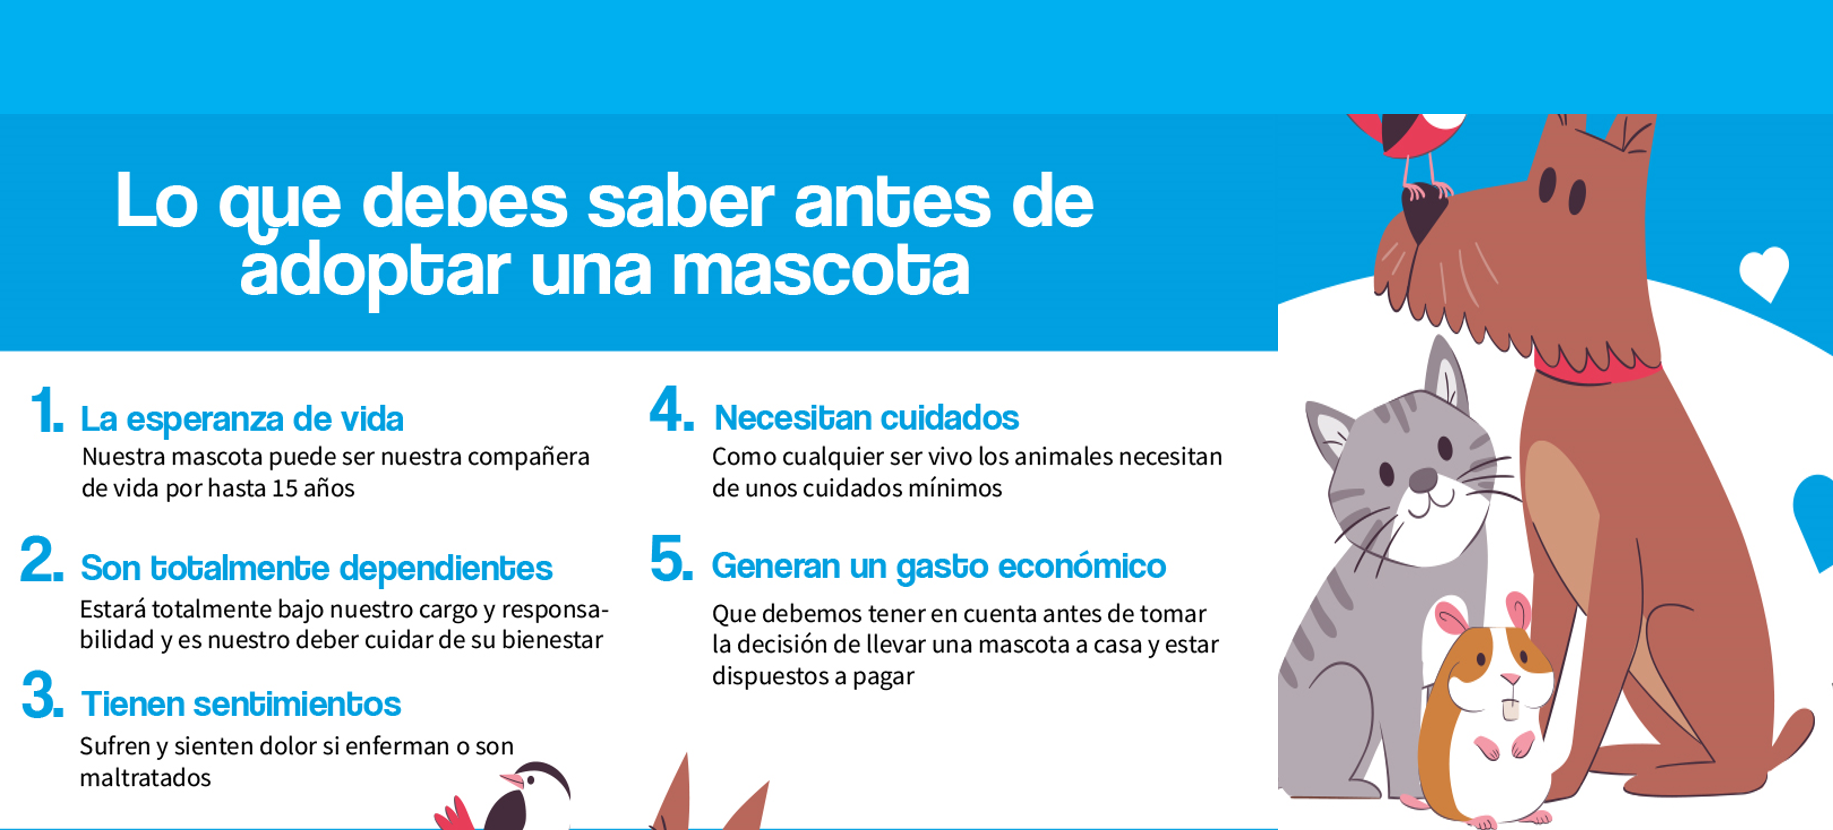 Lo que debes saber antes de
adoptar una mascota
1. La esperanza de vida
Nuestra mascota puede ser nuestra compañera
de vida por hasta 15 años
2. Son totalmente dependientes
Estará totalmente bajo nuestro cargo y responsa-
bilidad y es nuestro deber cuidar de su bienestar
3. Tienen sentimientos
Sufren y sienten dolor si enferman o son
maltratados
4. Necesitan cuidados
Como cualquier ser vivo los animales necesitan
de unos cuidados mínimos
5. Generan un gasto económico
Que debemos tener en cuenta antes de tomar
la decisión de llevar una mascota a casa y estar
dispuestos a pagar